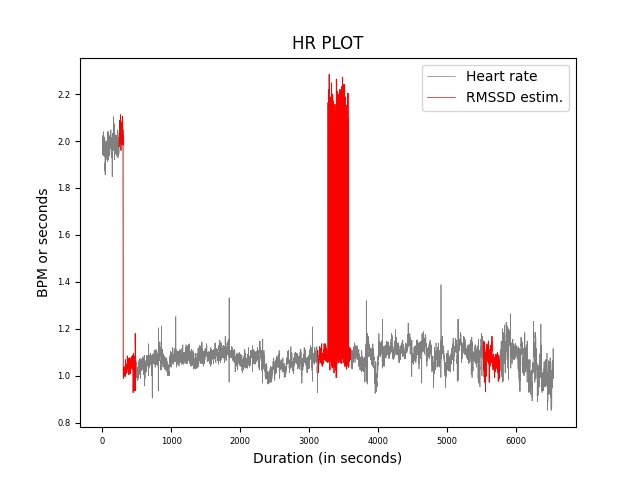 HR PLOT
Heart rate
RMSSD estim.
BPM or seconds
2.2
2.0
1.8
1.6
1.4
1.2
1.0
0.8
0 1000 2000 3000 4000 5000 6000
Duration (in seconds)